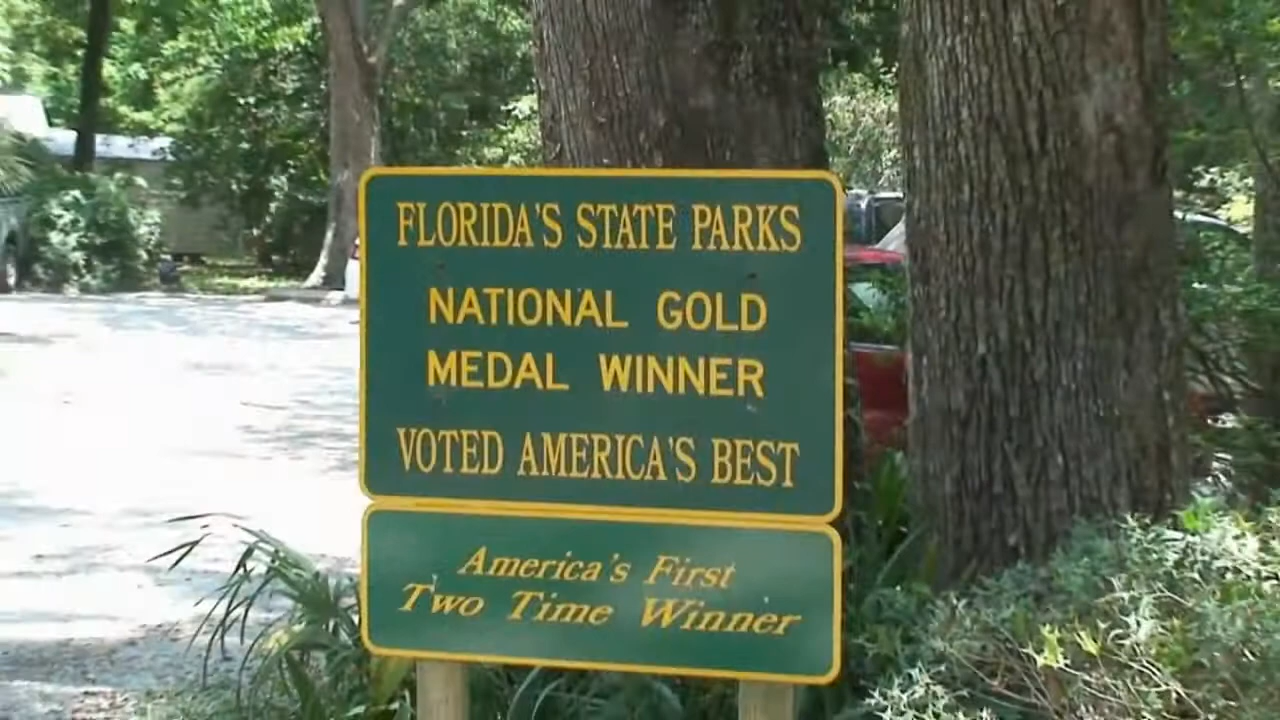 FLORIDA'S STATE PARKS
NATIONAL GOLD
MEDAL WINNER
VOTED AMERICA'S BEST
America's First
Two Time Winner